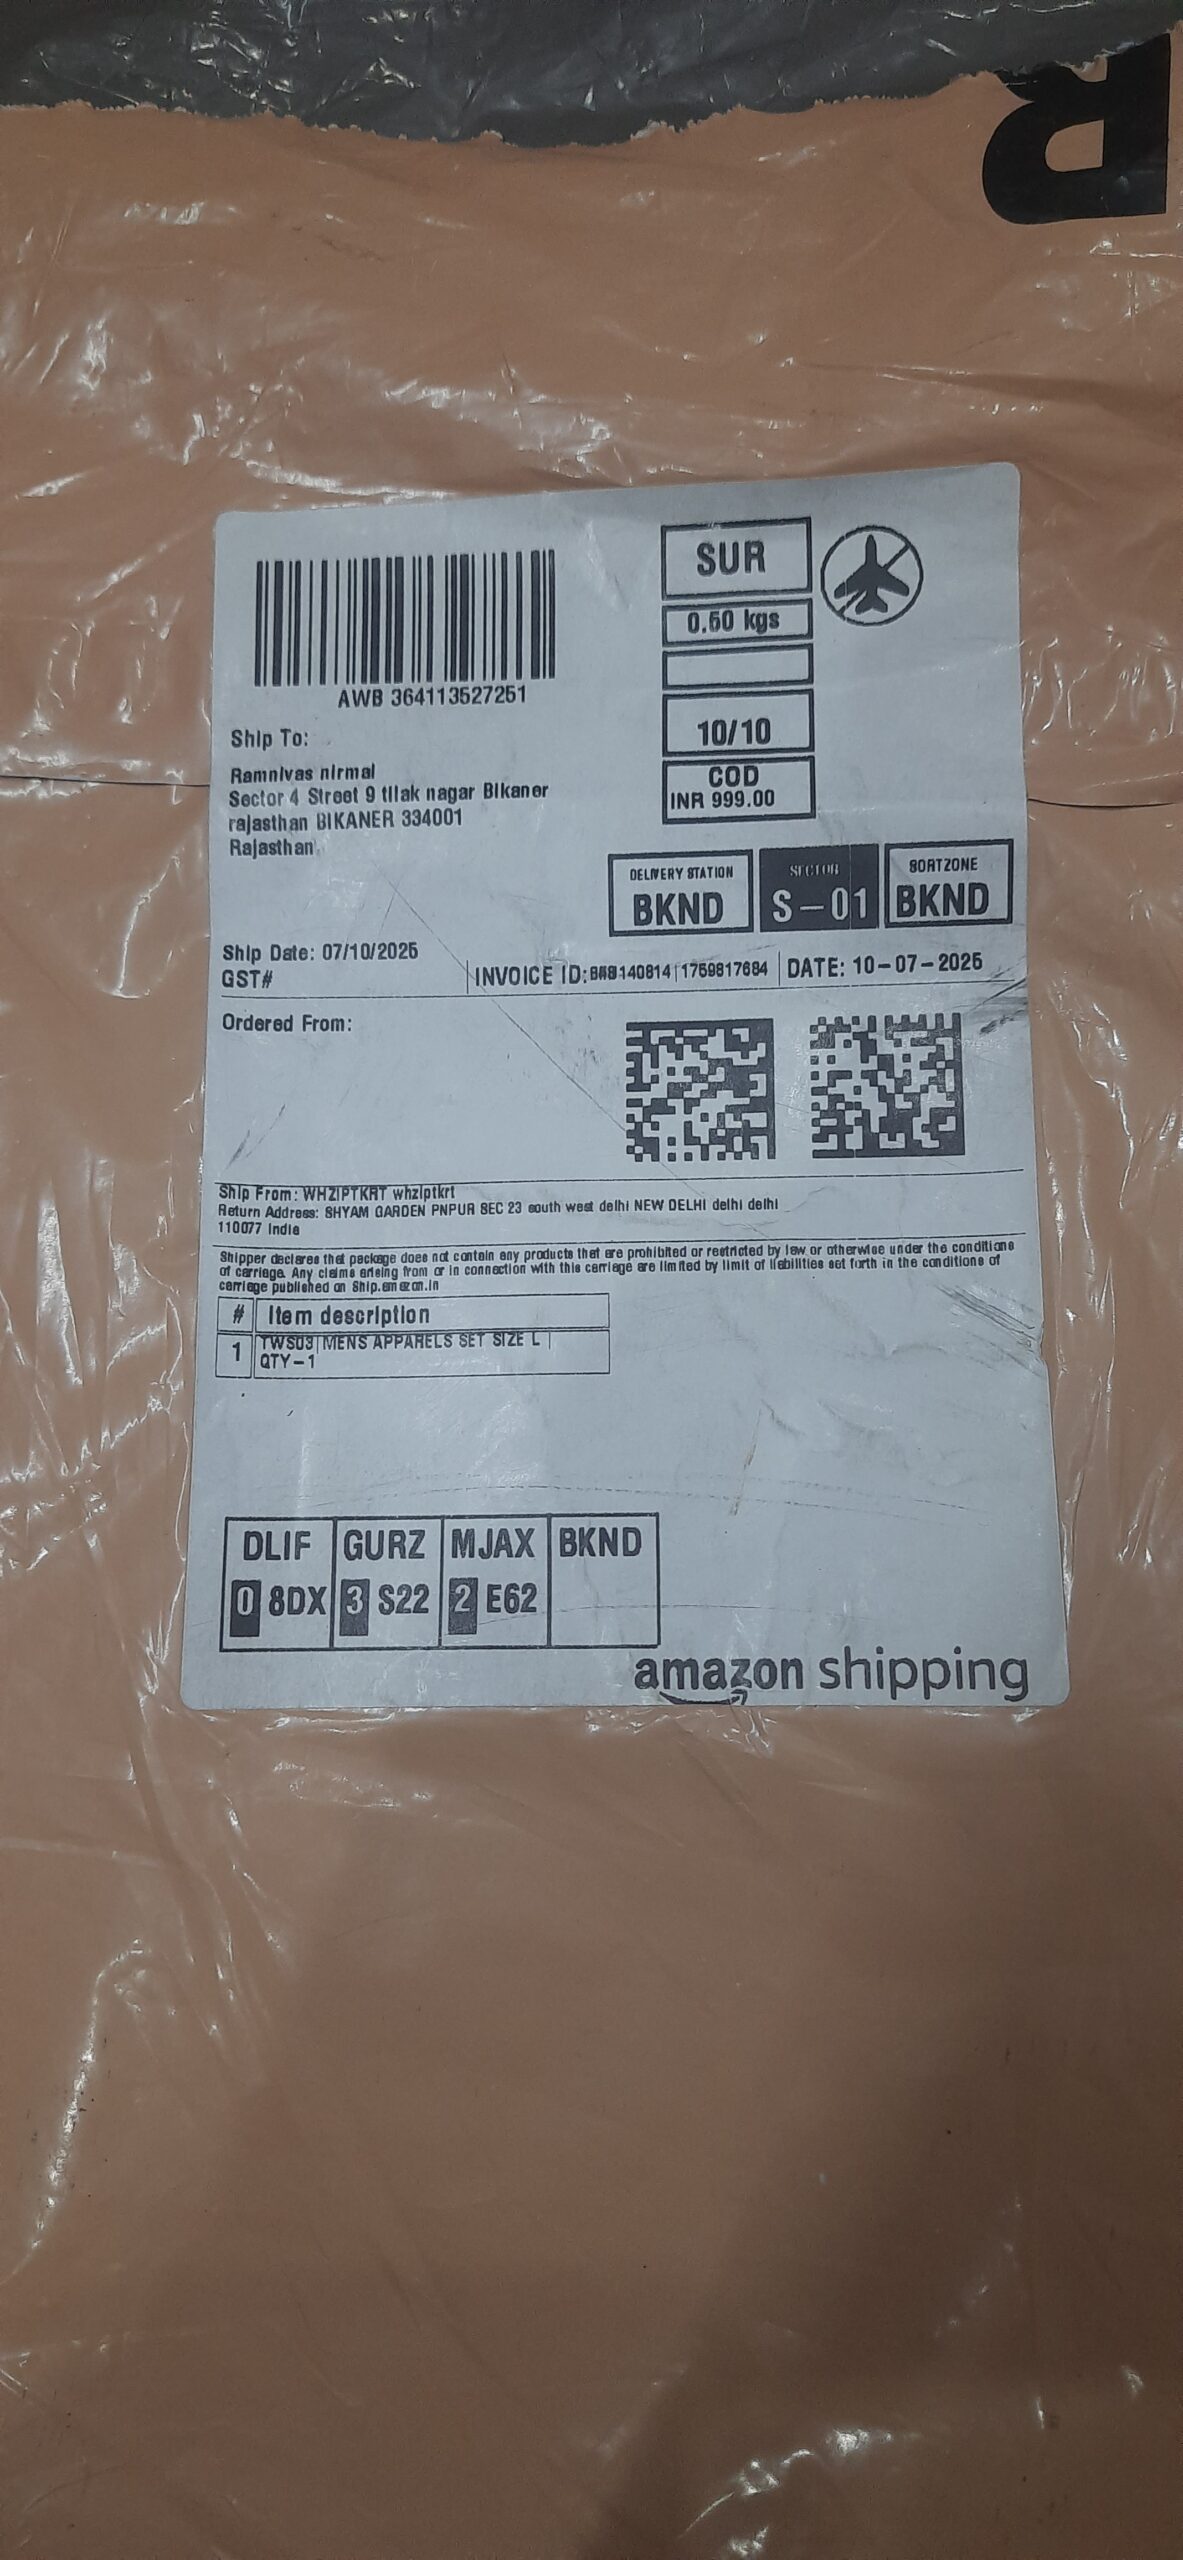 R
SUR
0.50 kgs
AWB 364113527251
10/10
COD
INR 999.00
Ship To:
Ramnivas nirmal
Sector 4 Street 9 tilak nagar Bikaner
rajasthan BIKANER 334001
Rajasthan
DELIVERY STATION
BKND
SECTOR
S-01
SORTZONE
BKND
Ship Date: 07/10/2025
GST#
INVOICE ID: 140814|1759817684
DATE: 10-07-2025
Ordered From:
Ship From: WHZIPTKRT whziptkrt
Return Address: SHYAM GARDEN PNPUR SEC 23 south west delhi NEW DELHI delhi delhi
110077 India
Shipper declares that package does not contain any products that are prohibited or restricted by law or otherwise under the conditions
of carriage. Any claims arising from or in connection with this carriage are limited by limit of liabilities set forth in the conditions of
carriage published on Ship.amazon.in
# Item description
1 TWS03|MENS APPARELS SET SIZE L |
QTY-1
DLIF GURZ MJAX BKND
0 8DX 3 S22 2 E62
amazon shipping